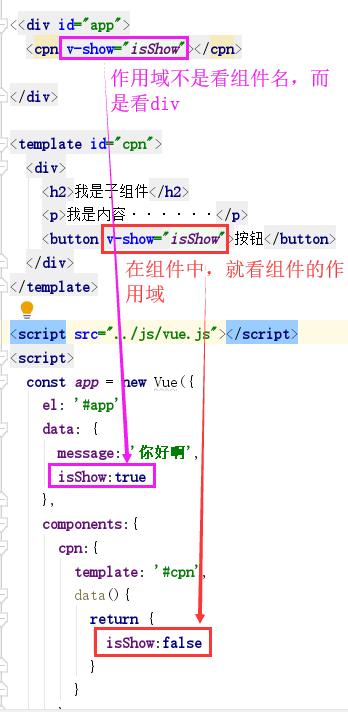 <<div id="app">
<cpn v-show="isShow"></cpn>
作用域不是看组件名，而
是看div
</div>
<template id="cpn">
<div>
<h2>我是子组件</h2>
<p>我是内容······</p>
<button v-show="isShow">按钮</button>
</div>
在组件中，就看组件的作
用域
</template>
<script src="../js/vue.js"></script>
<script>
const app = new Vue({
el: '#app'
data: {
message: '你好啊',
isShow:true
},
components:{
cpn:{
template: '#cpn',
data(){
return {
isShow:false
}
}